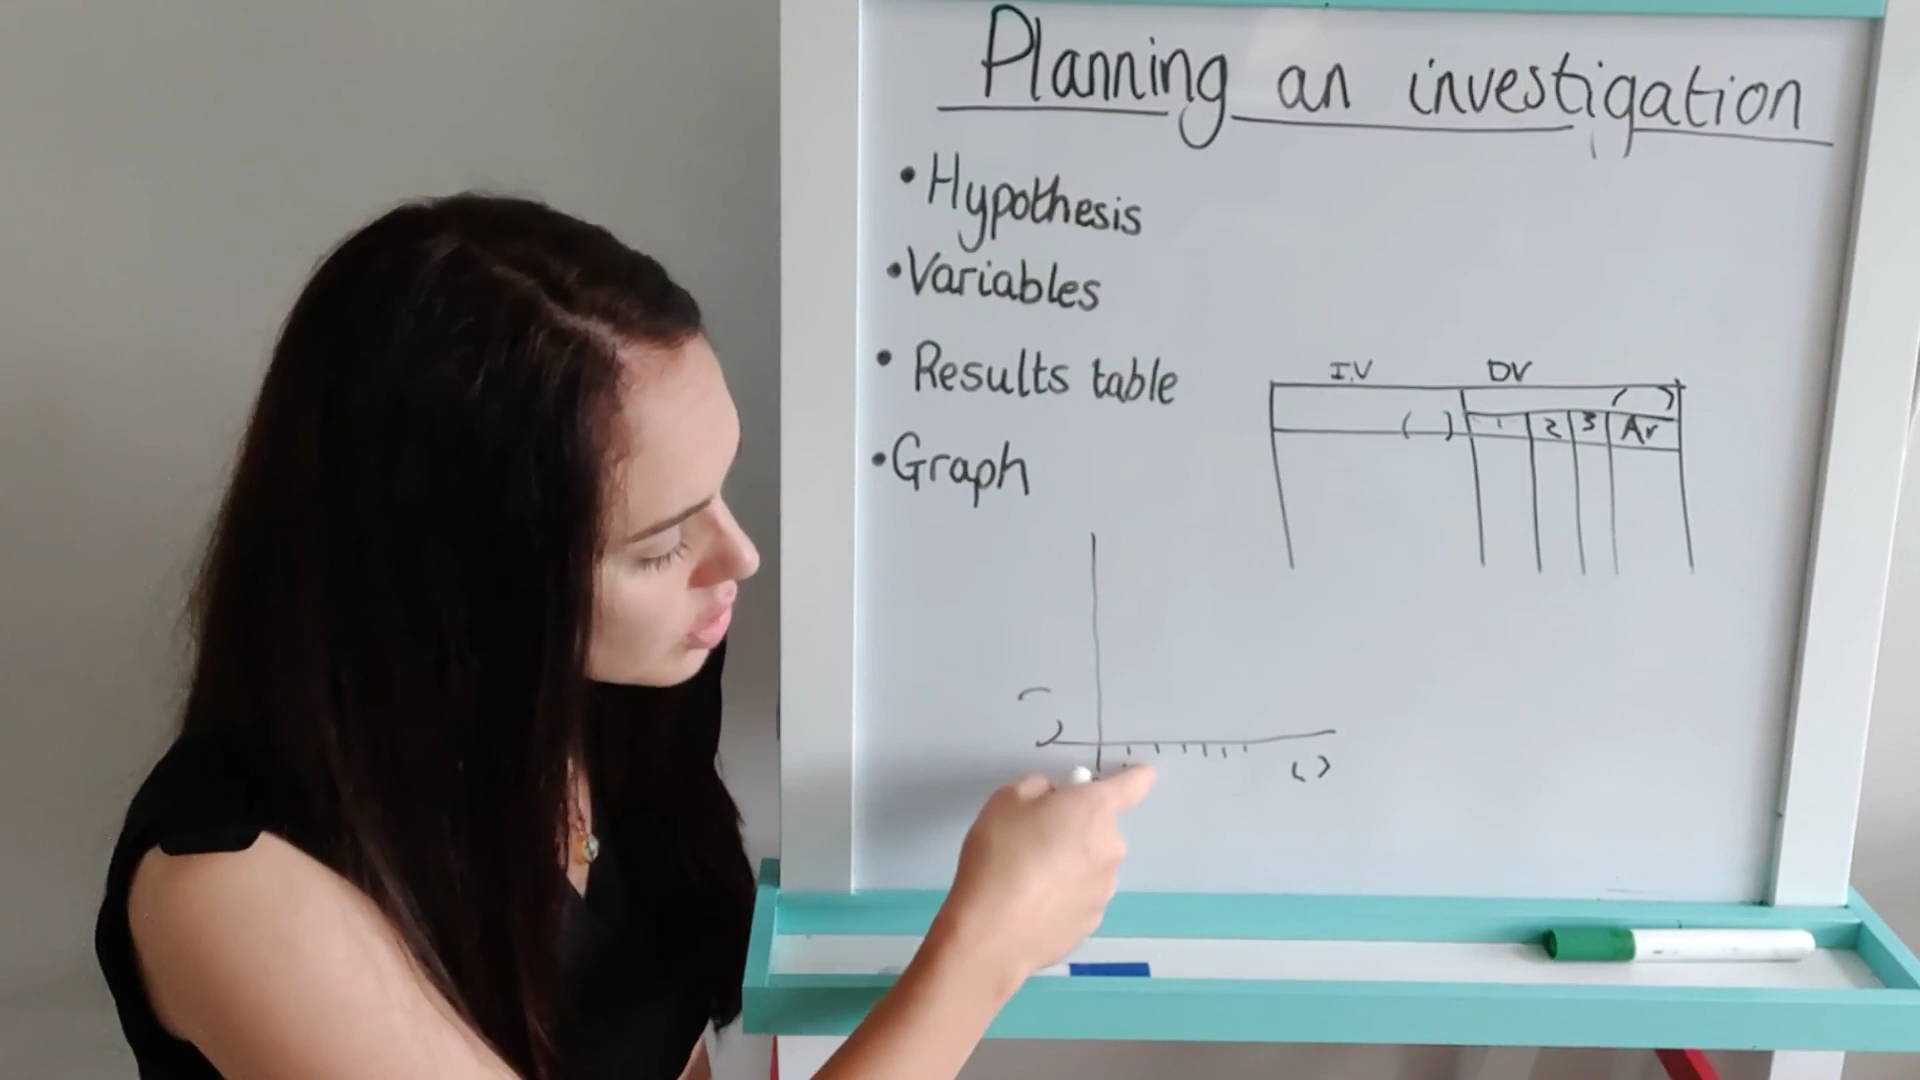 Planning an investigation
• Hypothesis
• Variables
• Results table
• Graph
I.V DV
( )
( ) 1 2 3 Av
( )
( )